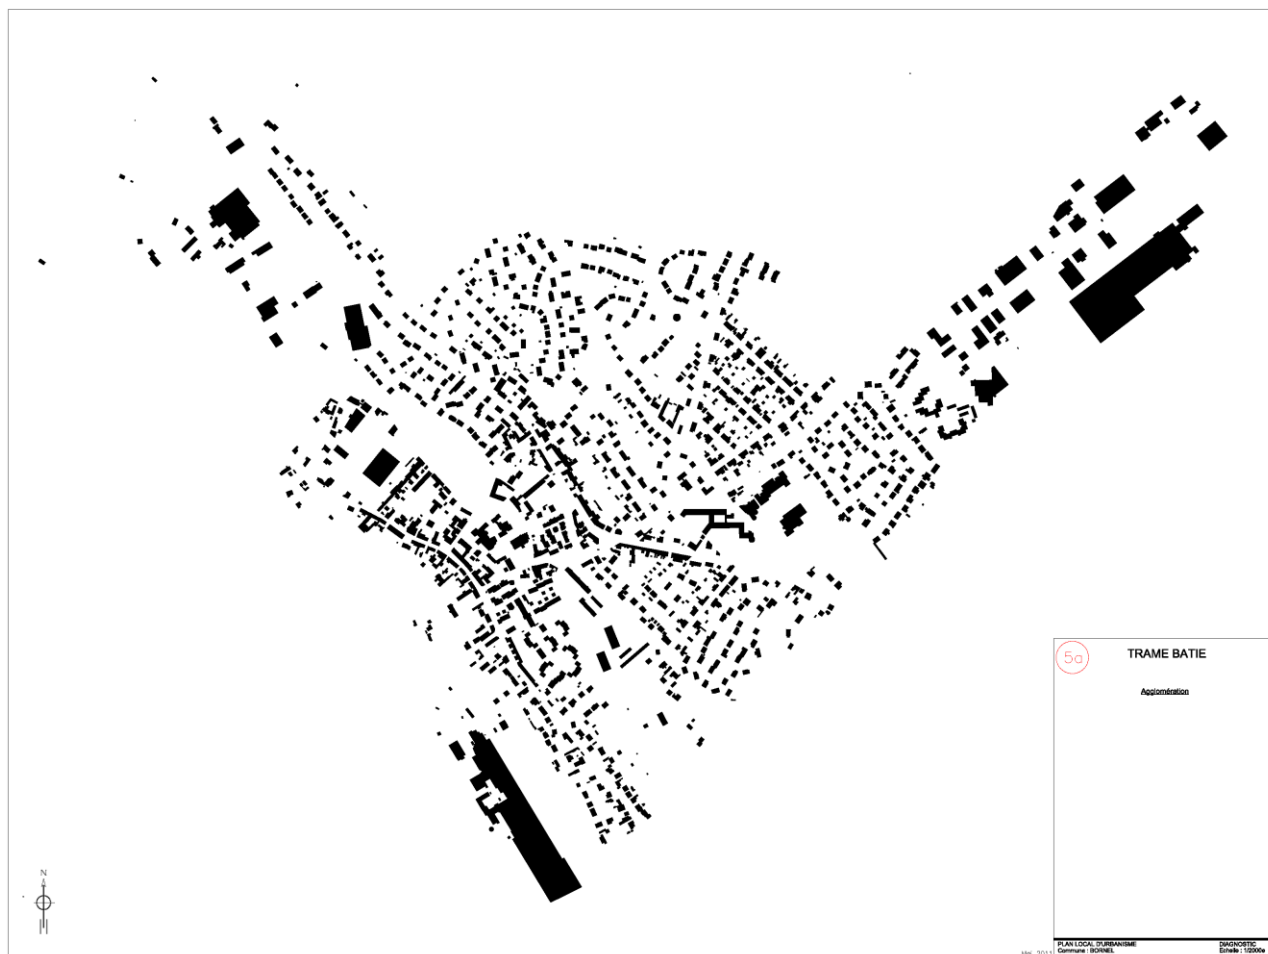 5a
TRAME BATIE
Agglomération
N
PLAN LOCAL D'URBANISME
DIAGNOSTIC
Commune : BORNEL
Echelle : 1/2000e